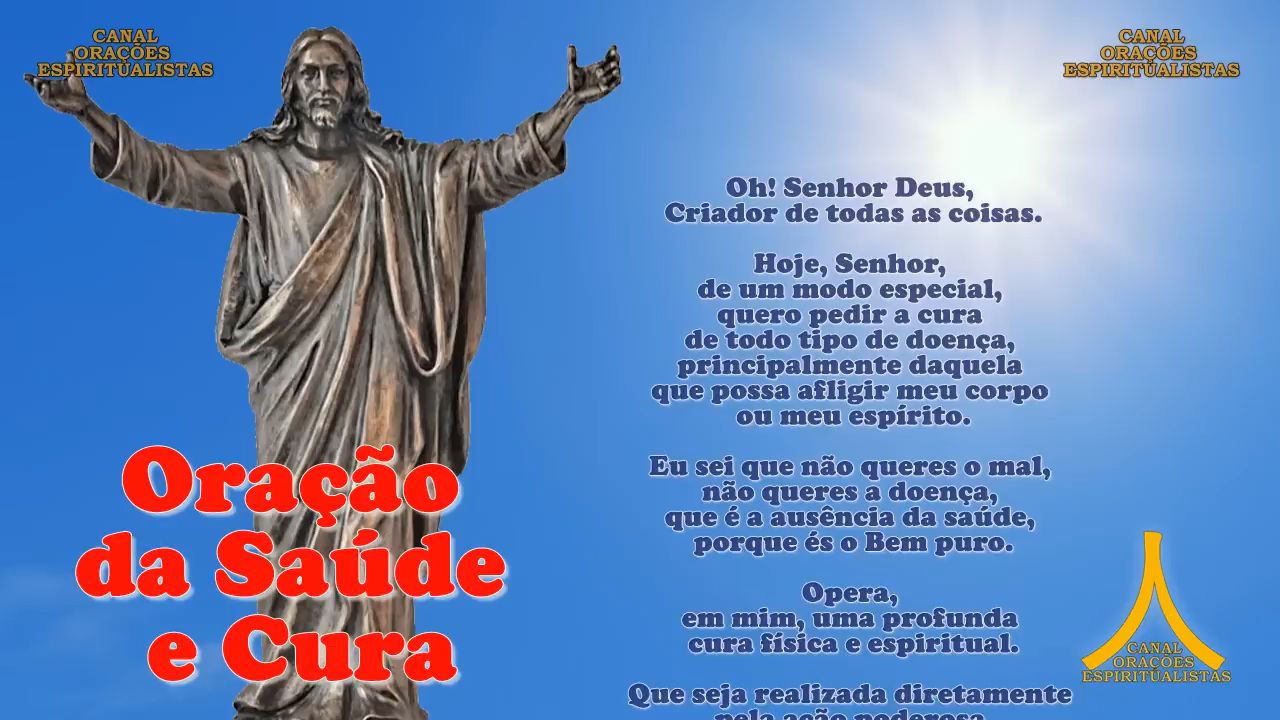 CANAL
ORAÇÕES
ESPIRITUALISTAS
CANAL
ORAÇÕES
ESPIRITUALISTAS
Oração
da Saúde
e Cura
Oh! Senhor Deus,
Criador de todas as coisas.
Hoje, Senhor,
de um modo especial,
quero pedir a cura
de todo tipo de doença,
principalmente daquela
que possa afligir meu corpo
ou meu espírito.
Eu sei que não queres o mal,
não queres a doença,
que é a ausência da saúde,
porque és o Bem puro.
Opera,
em mim, uma profunda
cura física e espiritual.
Que seja realizada diretamente
pela ação poderosa
CANAL
ORAÇÕES
ESPIRITUALISTAS